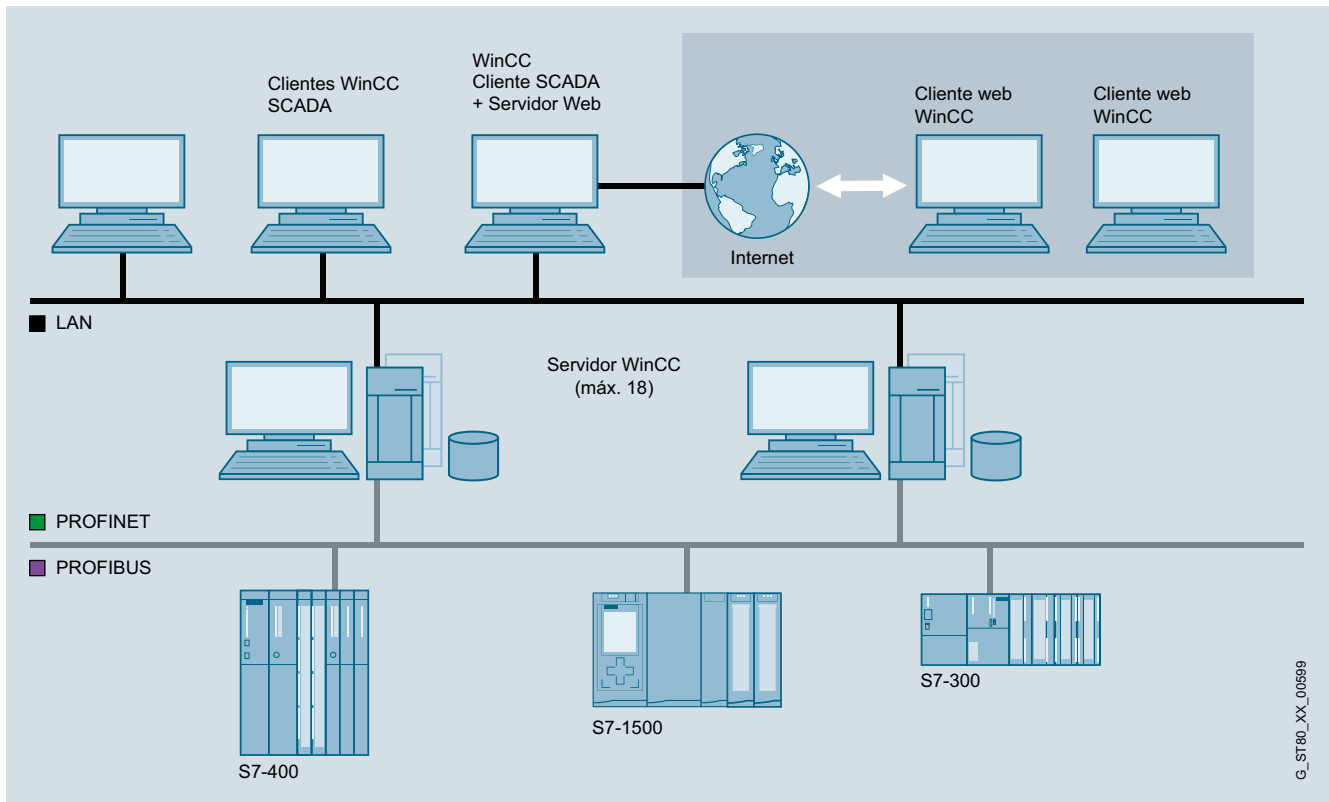 Clientes WinCC
SCADA
WinCC
Cliente SCADA
+ Servidor Web
Cliente web
WinCC
Cliente web
WinCC
Internet
LAN
Servidor WinCC
(máx. 18)
PROFINET
PROFIBUS
S7-400
S7-1500
S7-300
G_ST80_XX_00599